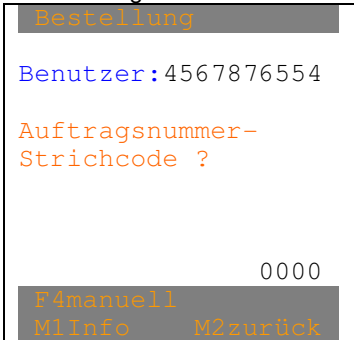 Bestellung
Benutzer:4567876554
Auftragsnummer-
Strichcode ?
0000
F4manuell
M1Info M2zurück